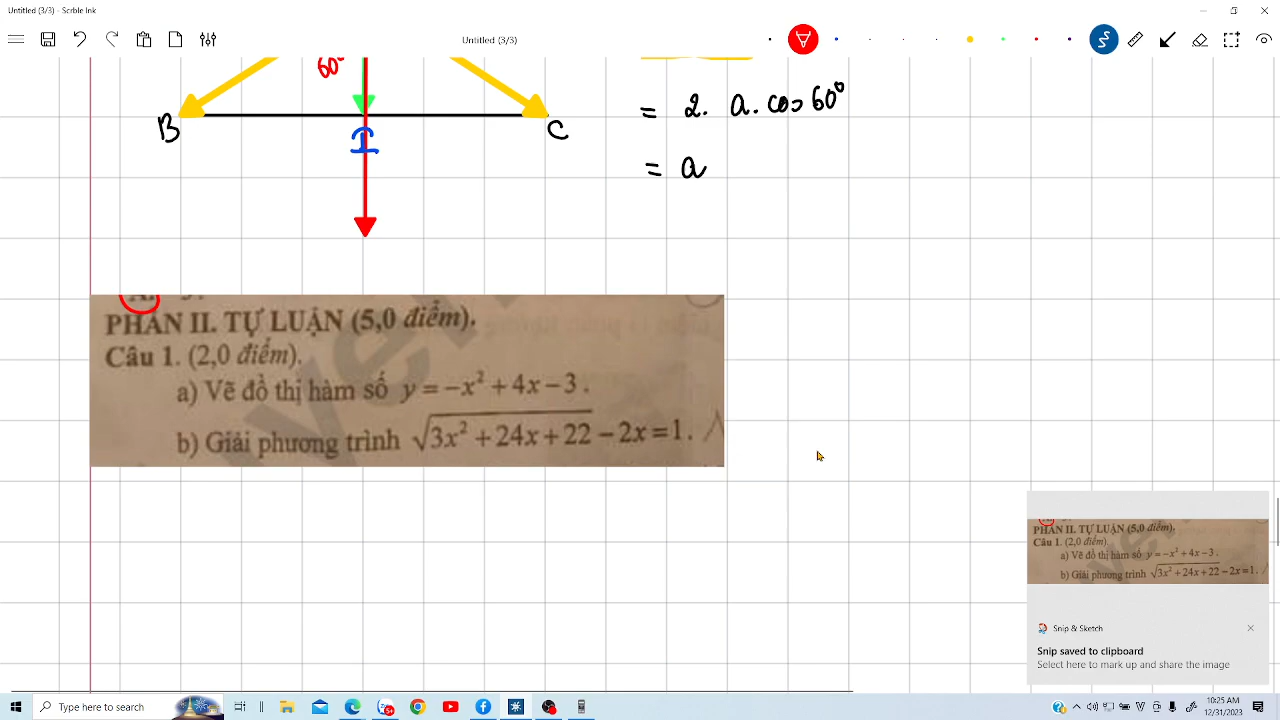 Untitled (3/3) - Scrble Ink
Untitled (3/3)
60°
B
C
I
= 2. a. cos 60°
= a
PHẦN II. TỰ LUẬN (5,0 điểm).
Câu 1. (2,0 điểm).
a) Vẽ đồ thị hàm số y = −x² + 4x − 3 .
b) Giải phương trình √(3x² + 24x + 22) − 2x = 1 .
PHẦN II. TỰ LUẬN (5,0 điểm).
Câu 1. (2,0 điểm).
a) Vẽ đồ thị hàm số y = −x² + 4x − 3 .
b) Giải phương trình √(3x² + 24x + 22) − 2x = 1 .
Snip & Sketch
Snip saved to clipboard
Select here to mark up and share the image
Type here to search
10:25 AM
12/31/2023